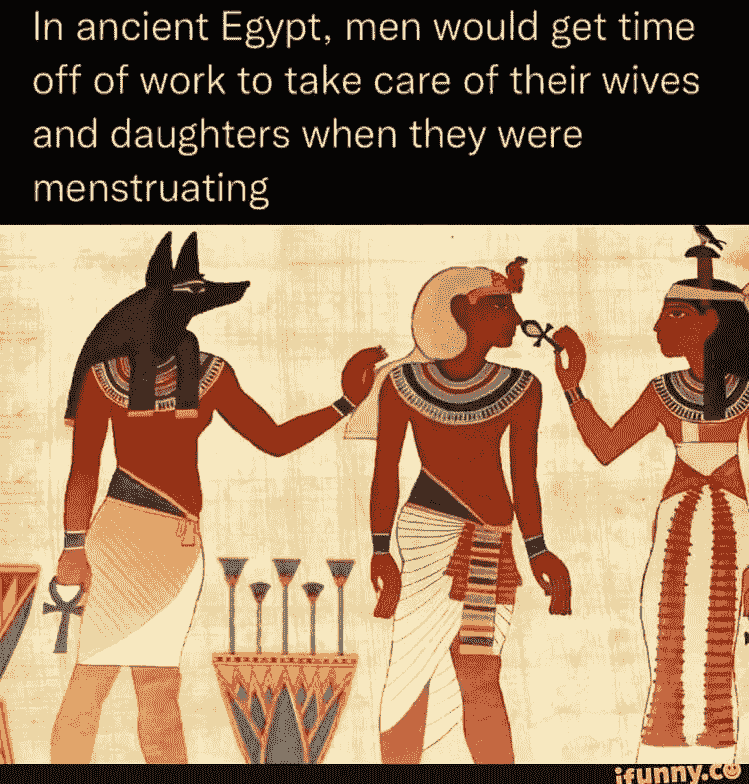 In ancient Egypt, men would get time
off of work to take care of their wives
and daughters when they were
menstruating
ifunny.co